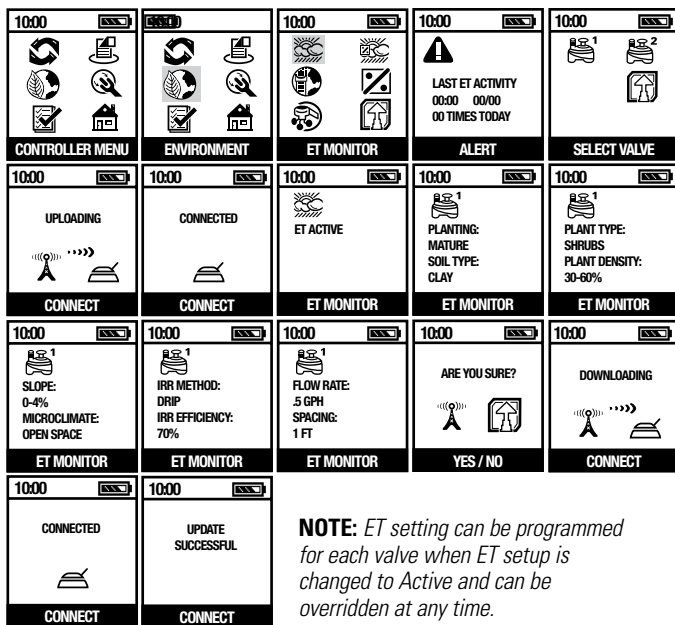 10:00
CONTROLLER MENU
ENVIRONMENT
10:00
ET MONITOR
10:00
LAST ET ACTIVITY
00:00 00/00
00 TIMES TODAY
ALERT
10:00
1 2
SELECT VALVE
10:00
UPLOADING
CONNECT
10:00
CONNECTED
CONNECT
10:00
ET ACTIVE
ET MONITOR
10:00
1
PLANTING:
MATURE
SOIL TYPE:
CLAY
ET MONITOR
10:00
1
PLANT TYPE:
SHRUBS
PLANT DENSITY:
30-60%
ET MONITOR
10:00
1
SLOPE:
0-4%
MICROCLIMATE:
OPEN SPACE
ET MONITOR
10:00
1
IRR METHOD:
DRIP
IRR EFFICIENCY:
70%
ET MONITOR
10:00
1
FLOW RATE:
.5 GPH
SPACING:
1 FT
ET MONITOR
10:00
ARE YOU SURE?
YES / NO
10:00
DOWNLOADING
CONNECT
10:00
CONNECTED
CONNECT
10:00
UPDATE
SUCCESSFUL
CONNECT
NOTE: ET setting can be programmed
for each valve when ET setup is
changed to Active and can be
overridden at any time.